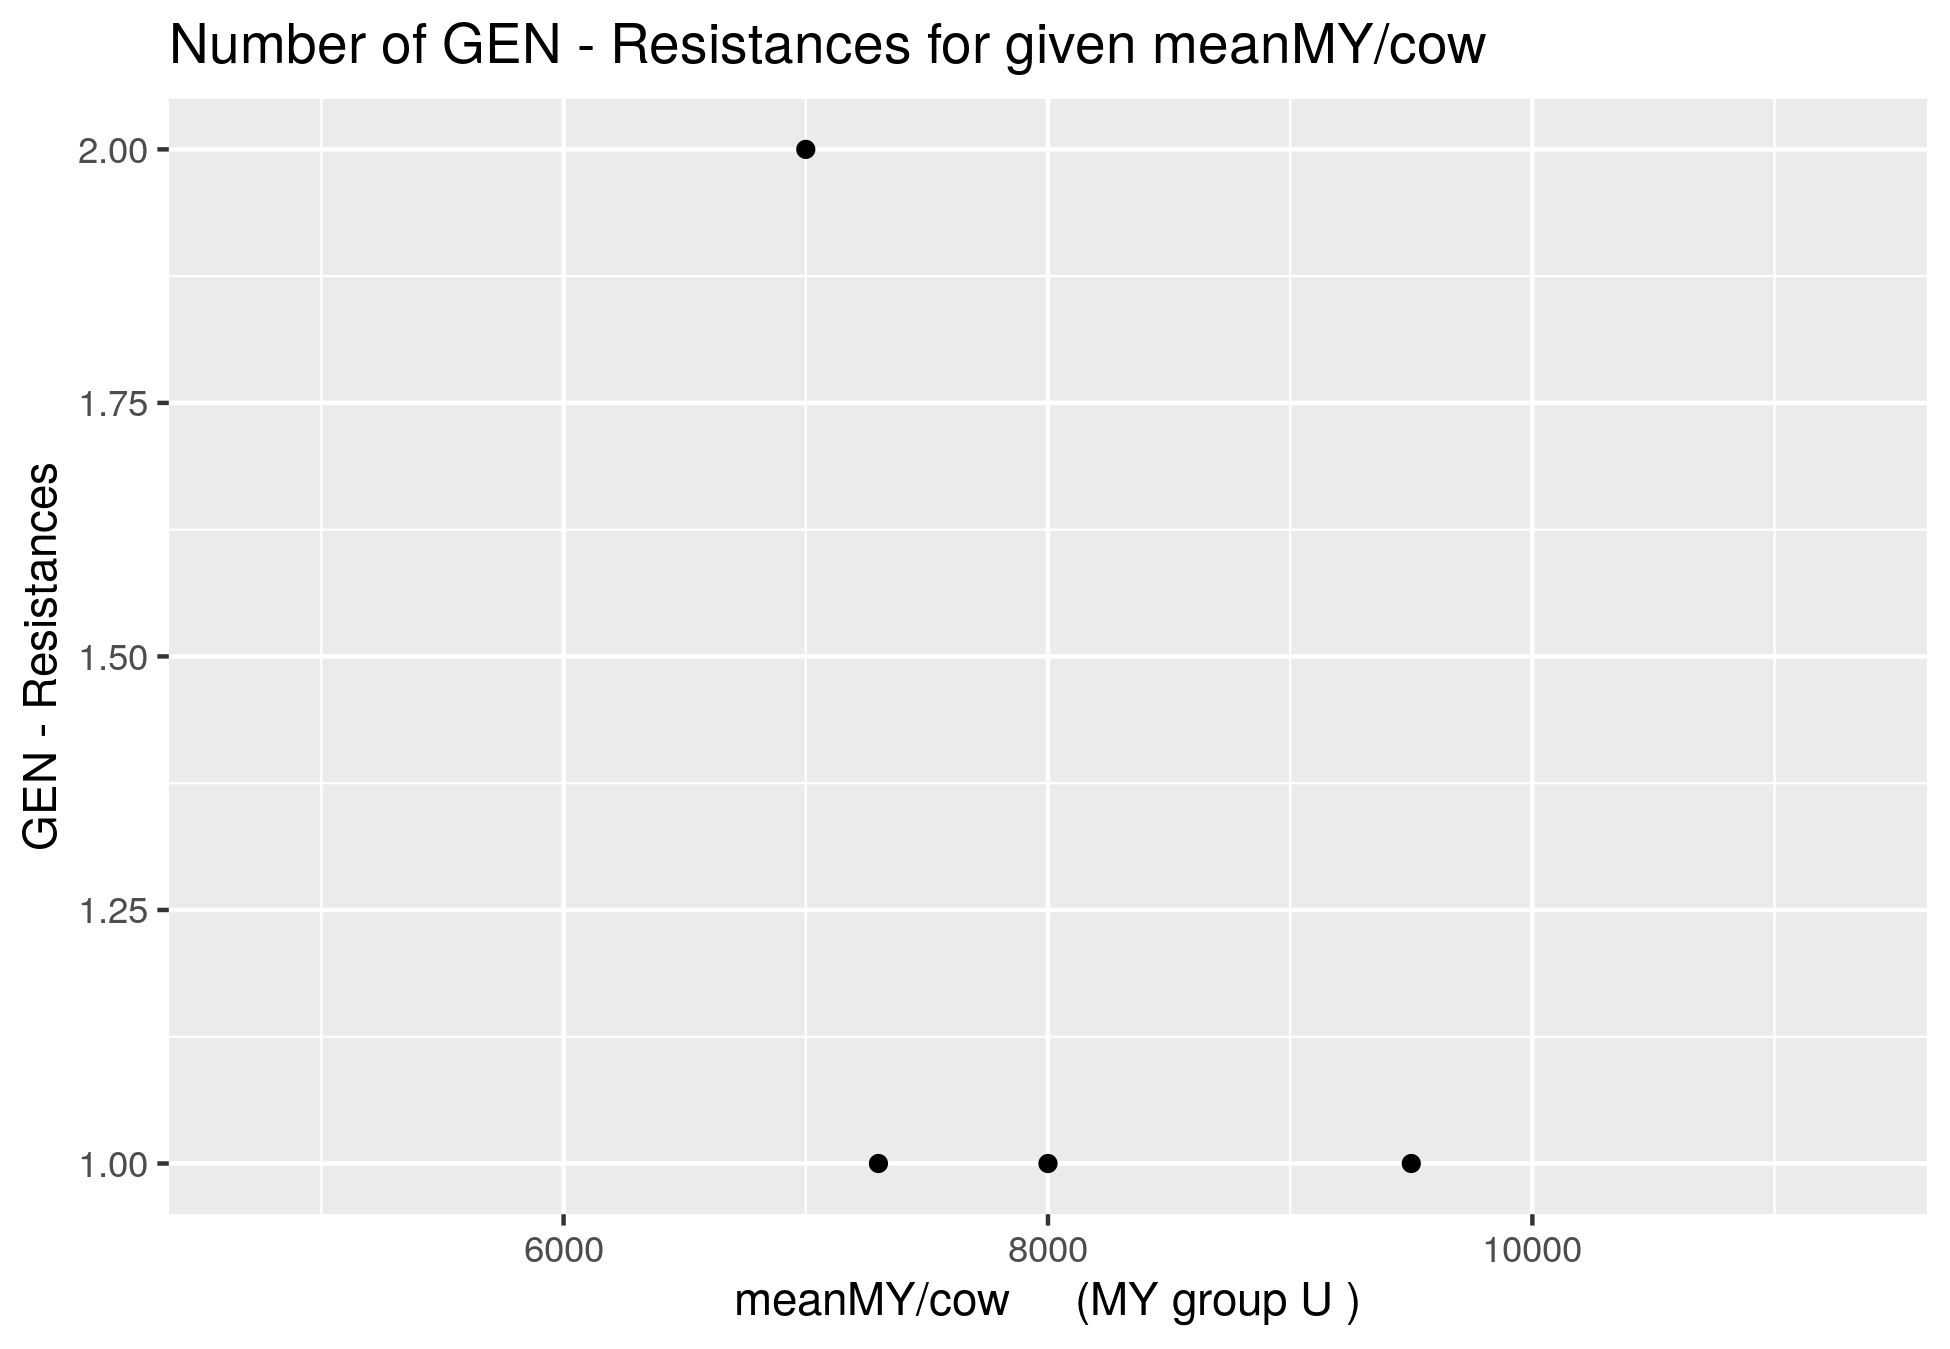 Number of GEN - Resistances for given meanMY/cow
GEN - Resistances
2.00
1.75
1.50
1.25
1.00
6000 8000 10000
meanMY/cow (MY group U )